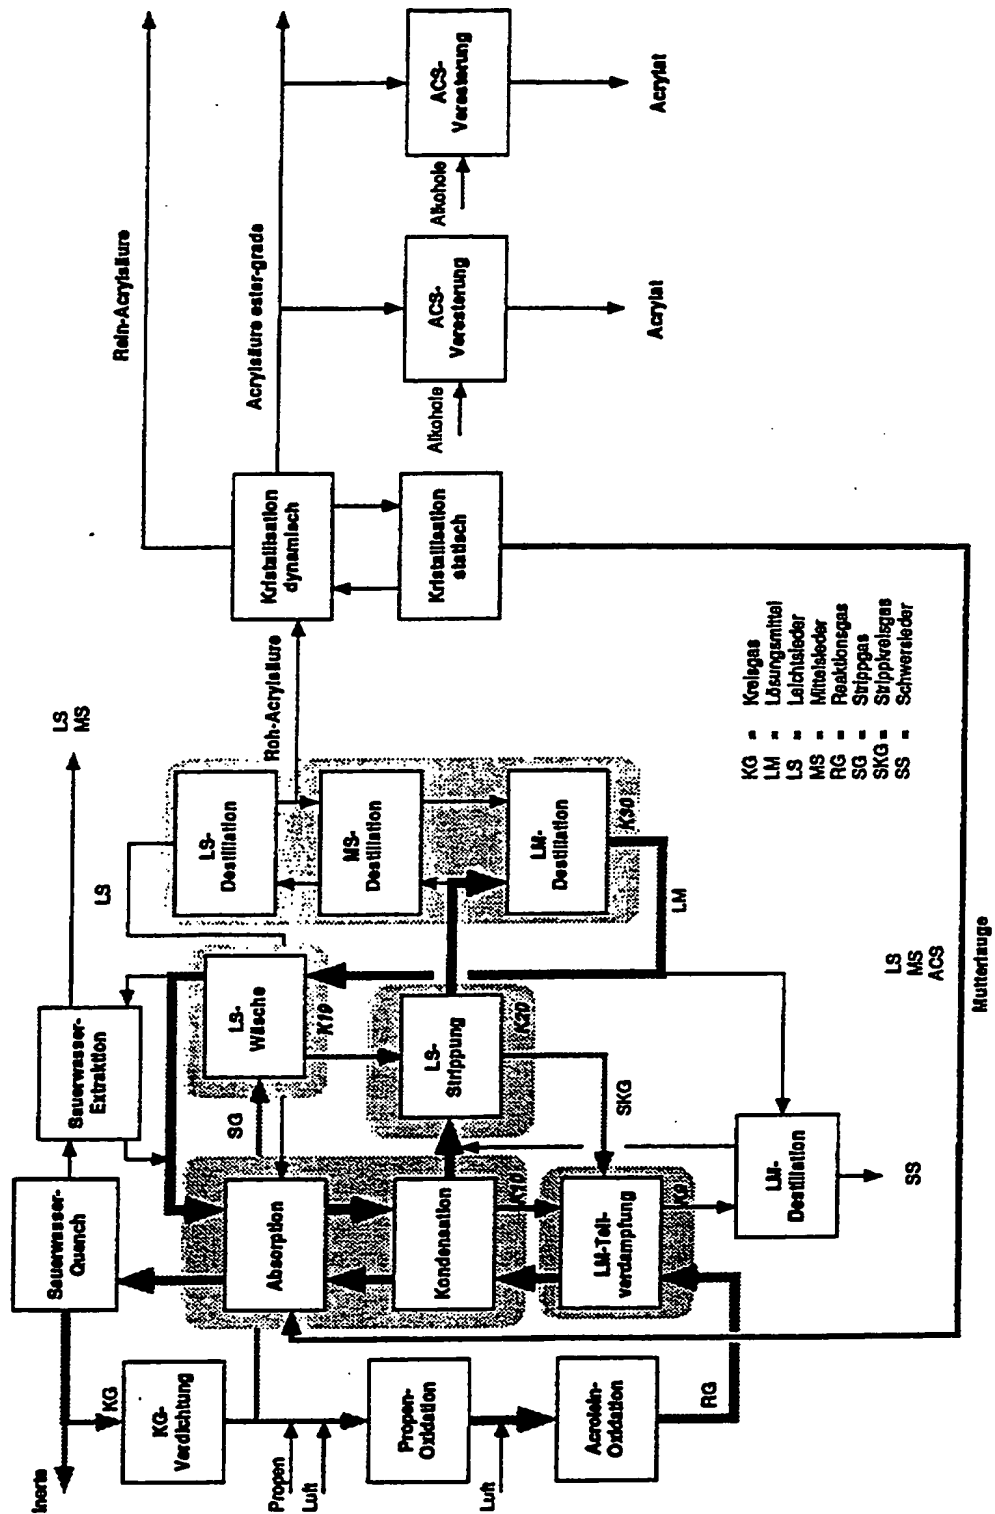 Inerte
KG
Sauerwasser-
Quench
Sauerwasser-
Extraktion
LS
MS
KG-
Verdichtung
Propen
Luft
Propen-
Oxidation
Luft
Acrolein-
Oxidation
RG
Absorption
Kondensation
K10
LM-Teil-
verdampfung
K9
SG
LS-
Wäsche
K19
LS-
Strippung
K20
SKG
LM-
Destillation
SS
LS
LS-
Destillation
MS-
Destillation
LM-
Destillation
K30
LM
Roh-Acrylsäure
Kristallisation
dynamisch
Kristallisation
statisch
Rein-Acrylsäure
Acrylsäure ester-grade
Alkohole
ACS-
Veresterung
Acrylat
Alkohole
ACS-
Veresterung
Acrylat
LS
MS
ACS
Mutterlauge
KG = Kreisgas
LM = Lösungsmittel
LS = Leichtsieder
MS = Mittelsieder
RG = Reaktionsgas
SG = Strippgas
SKG = Strippkreisgas
SS = Schwersieder